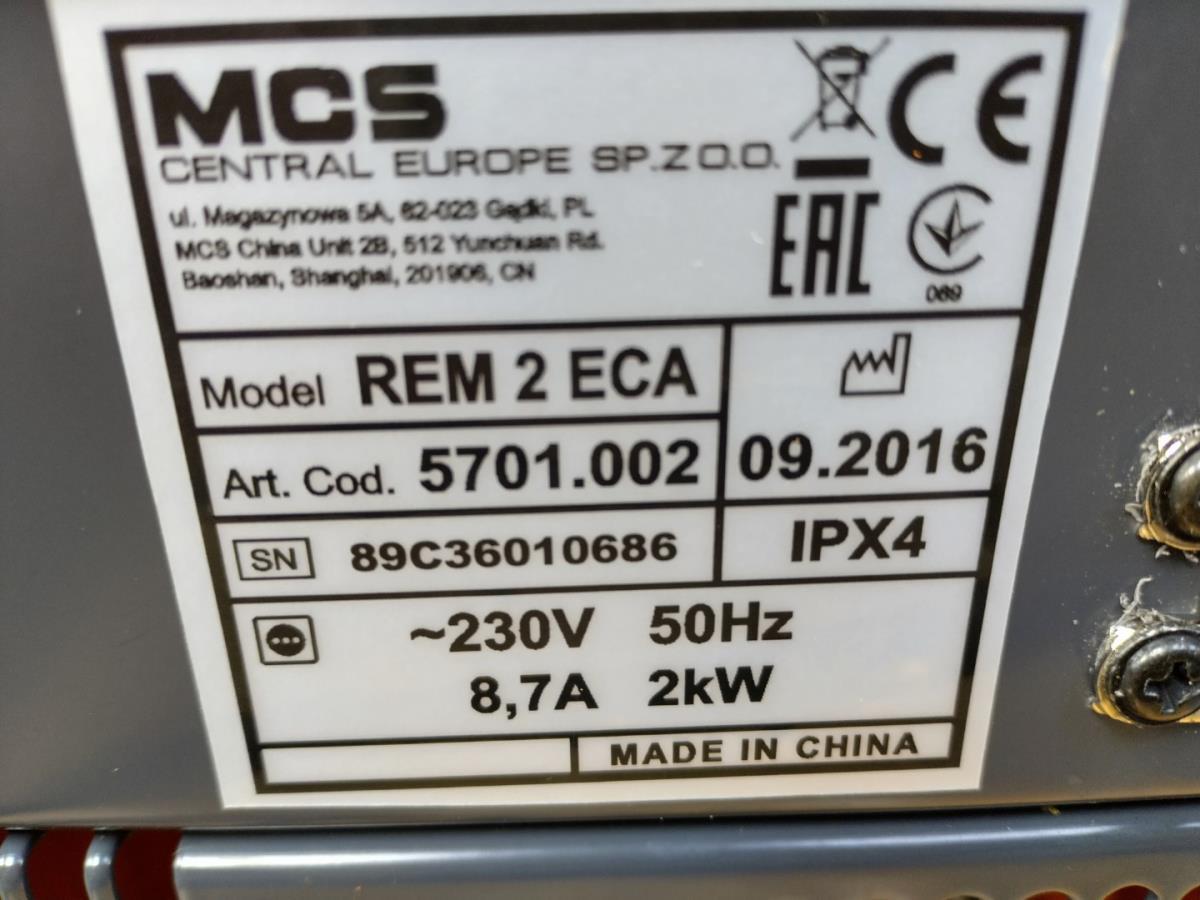 MCS
CENTRAL EUROPE SP.Z O.O.
ul. Magazynowa 5A, 62-023 Gądki, PL
MCS China Unit 2B, 512 Yunchuan Rd.
Baoshan, Shanghai, 201906, CN
CE
EAC
089
Model REM 2 ECA
Art. Cod. 5701.002
09.2016
SN 89C36010686
IPX4
~230V 50Hz
8,7A 2kW
MADE IN CHINA